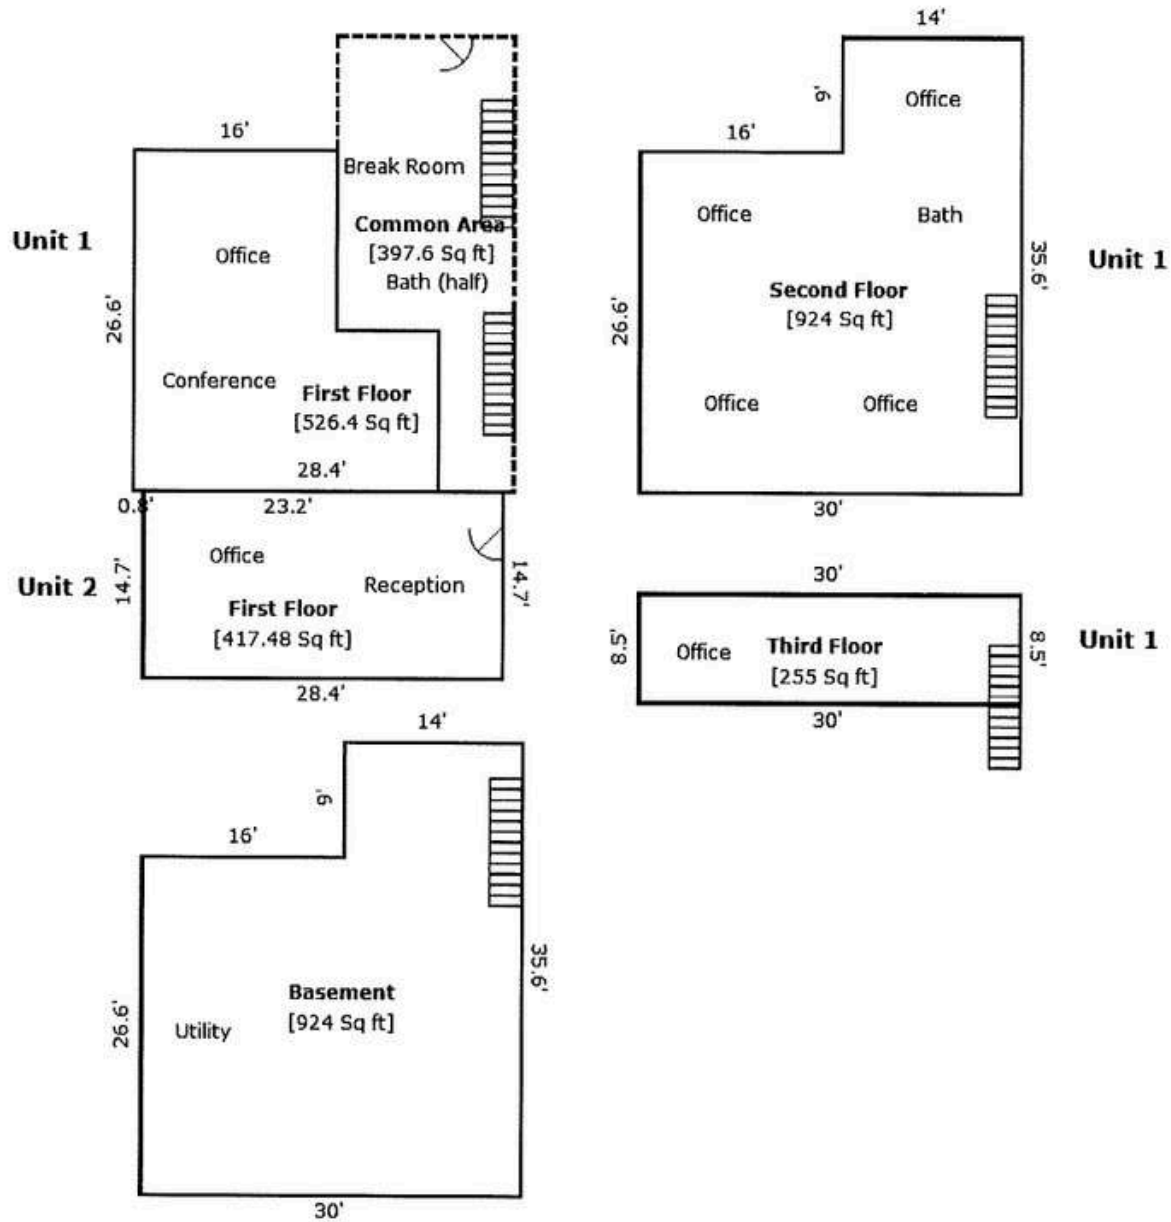 14'
16'
9'
Office
16'
Break Room
Common Area
[397.6 Sq ft]
Bath (half)
Unit 1
Office
26.6'
Conference
First Floor
[526.4 Sq ft]
28.4'
Office
Bath
35.6'
Unit 1
Second Floor
[924 Sq ft]
26.6'
Office
Office
30'
0.8'
23.2'
Unit 2
14.7'
Office
Reception
14.7'
First Floor
[417.48 Sq ft]
28.4'
30'
8.5'
Office
Third Floor
[255 Sq ft]
8.5'
Unit 1
30'
14'
9'
16'
26.6'
35.6'
Basement
[924 Sq ft]
Utility
30'